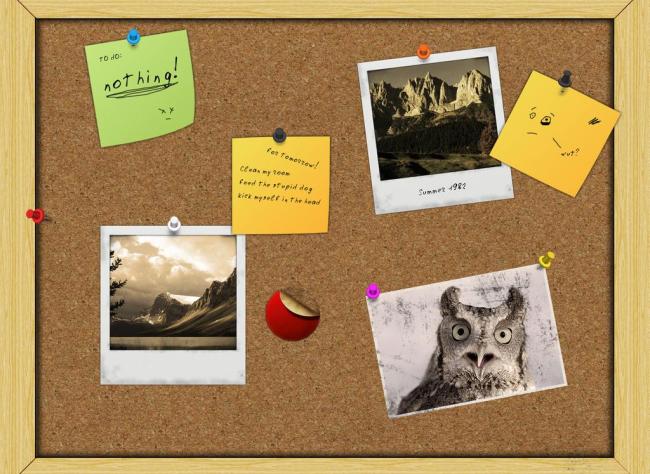 TO dO:
nothing!
For Tomorrow!
Clean my room
feed the stupid dog
kick myself in the head
Summer 1982
wut?